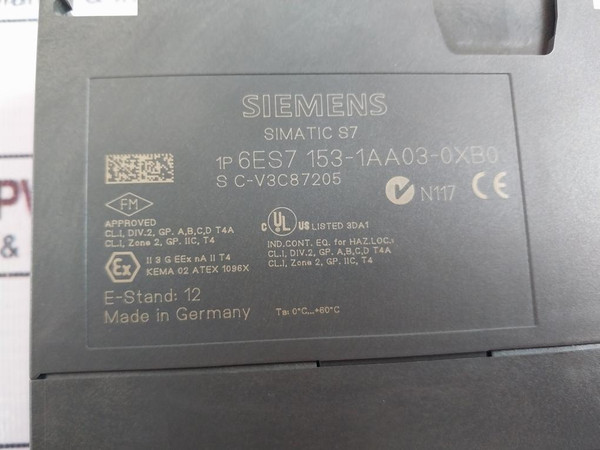 SIEMENS
SIMATIC S7
1P 6ES7 153-1AA03-0XB0
S C-V3C87205
N117 CE
FM
APPROVED
CL.I, DIV.2, GP. A,B,C,D T4A
CL.I, Zone 2, GP. IIC, T4
c UL US LISTED 3DA1
IND.CONT. EQ. for HAZ.LOC.:
CL.I, DIV.2, GP. A,B,C,D T4A
CL.I, Zone 2, GP. IIC, T4
Ex II 3 G EEx nA II T4
KEMA 02 ATEX 1096X
E-Stand: 12
Made in Germany
TB: 0°C...+60°C
&